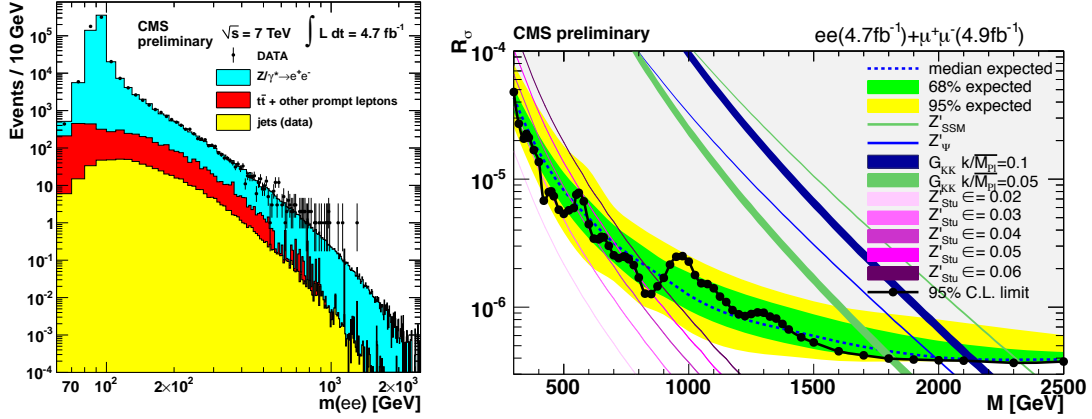 CMS
preliminary
√s = 7 TeV ∫ L dt = 4.7 fb⁻¹
DATA
Z/γ*→e⁺e⁻
tt̄ + other prompt leptons
jets (data)
Events / 10 GeV
10⁵
10⁴
10³
10²
10
1
10⁻¹
10⁻²
10⁻³
10⁻⁴
70 10² 2×10² 10³ 2×10³
m(ee) [GeV]
CMS preliminary ee(4.7fb⁻¹)+μ⁺μ⁻(4.9fb⁻¹)
R_σ
10⁻⁴
10⁻⁵
10⁻⁶
median expected
68% expected
95% expected
Z'_SSM
Z'_Ψ
G_KK k/M̅_Pl=0.1
G_KK k/M̅_Pl=0.05
Z'_Stu ∈= 0.02
Z'_Stu ∈= 0.03
Z'_Stu ∈= 0.04
Z'_Stu ∈= 0.05
Z'_Stu ∈= 0.06
95% C.L. limit
500 1000 1500 2000 2500
M [GeV]